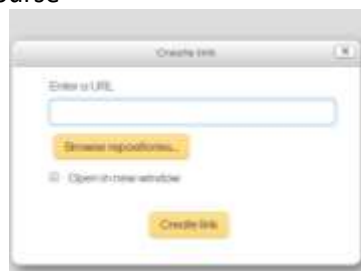 ourse
Create link
Enter a URL
Browse repositories...
Open in new window
Create link